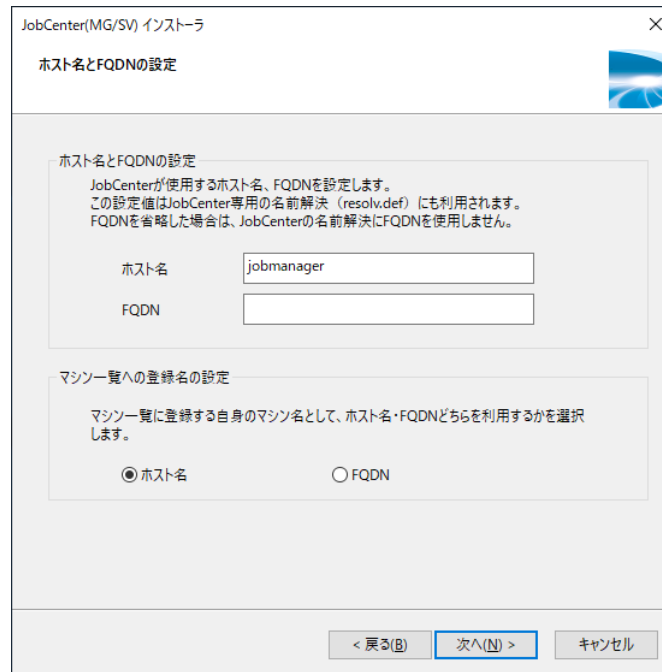 JobCenter(MG/SV) インストーラ
ホスト名とFQDNの設定
ホスト名とFQDNの設定
JobCenterが使用するホスト名、FQDNを設定します。
この設定値はJobCenter専用の名前解決（resolv.def）にも利用されます。
FQDNを省略した場合は、JobCenterの名前解決にFQDNを使用しません。
ホスト名 jobmanager
FQDN
マシン一覧への登録名の設定
マシン一覧に登録する自身のマシン名として、ホスト名・FQDNどちらを利用するかを選択
します。
ホスト名 FQDN
< 戻る(B) 次へ(N) > キャンセル